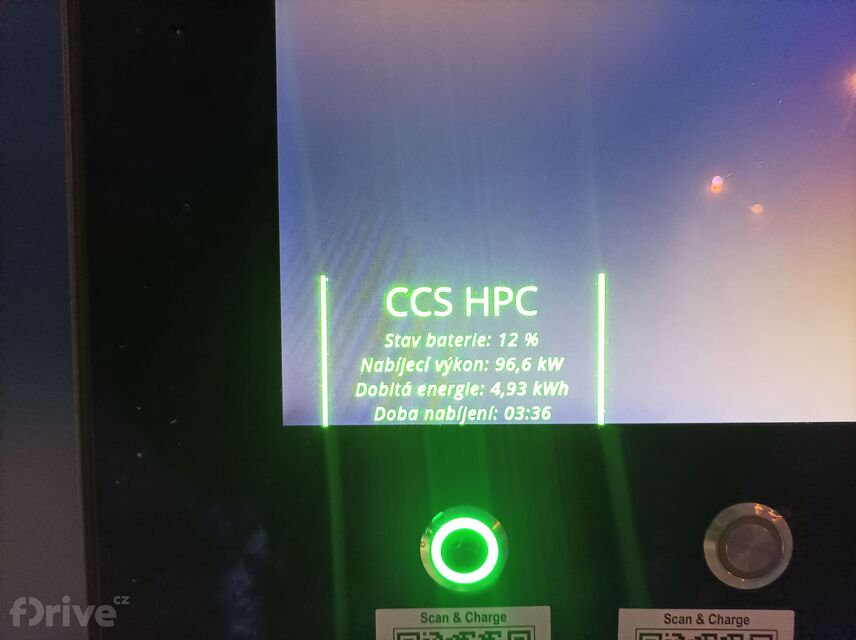 CCS HPC
Stav baterie: 12 %
Nabíjecí výkon: 96,6 kW
Dobitá energie: 4,93 kWh
Doba nabíjení: 03:36
Scan & Charge
Scan & Charge
fDrive cz